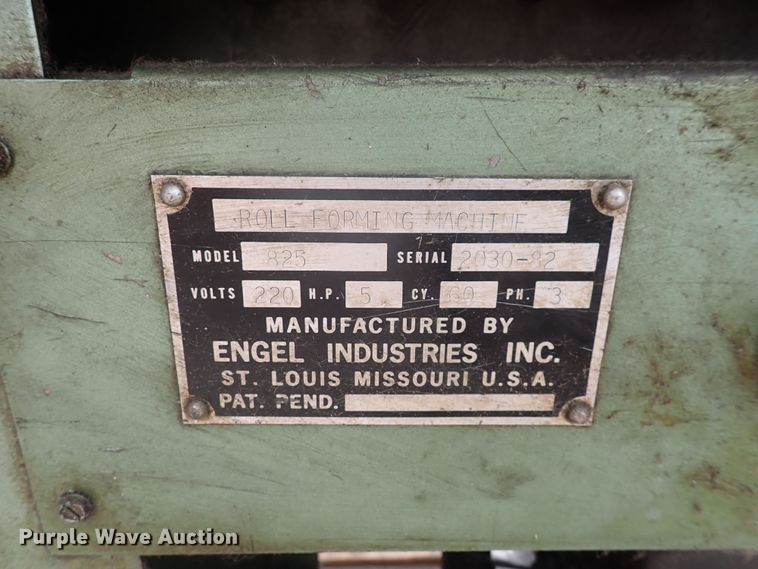 ROLL FORMING MACHINE
MODEL 825 SERIAL 2030-82
VOLTS 220 H.P. 5 CY. 60 PH. 3
MANUFACTURED BY
ENGEL INDUSTRIES INC.
ST. LOUIS MISSOURI U.S.A.
PAT. PEND.
Purple Wave Auction